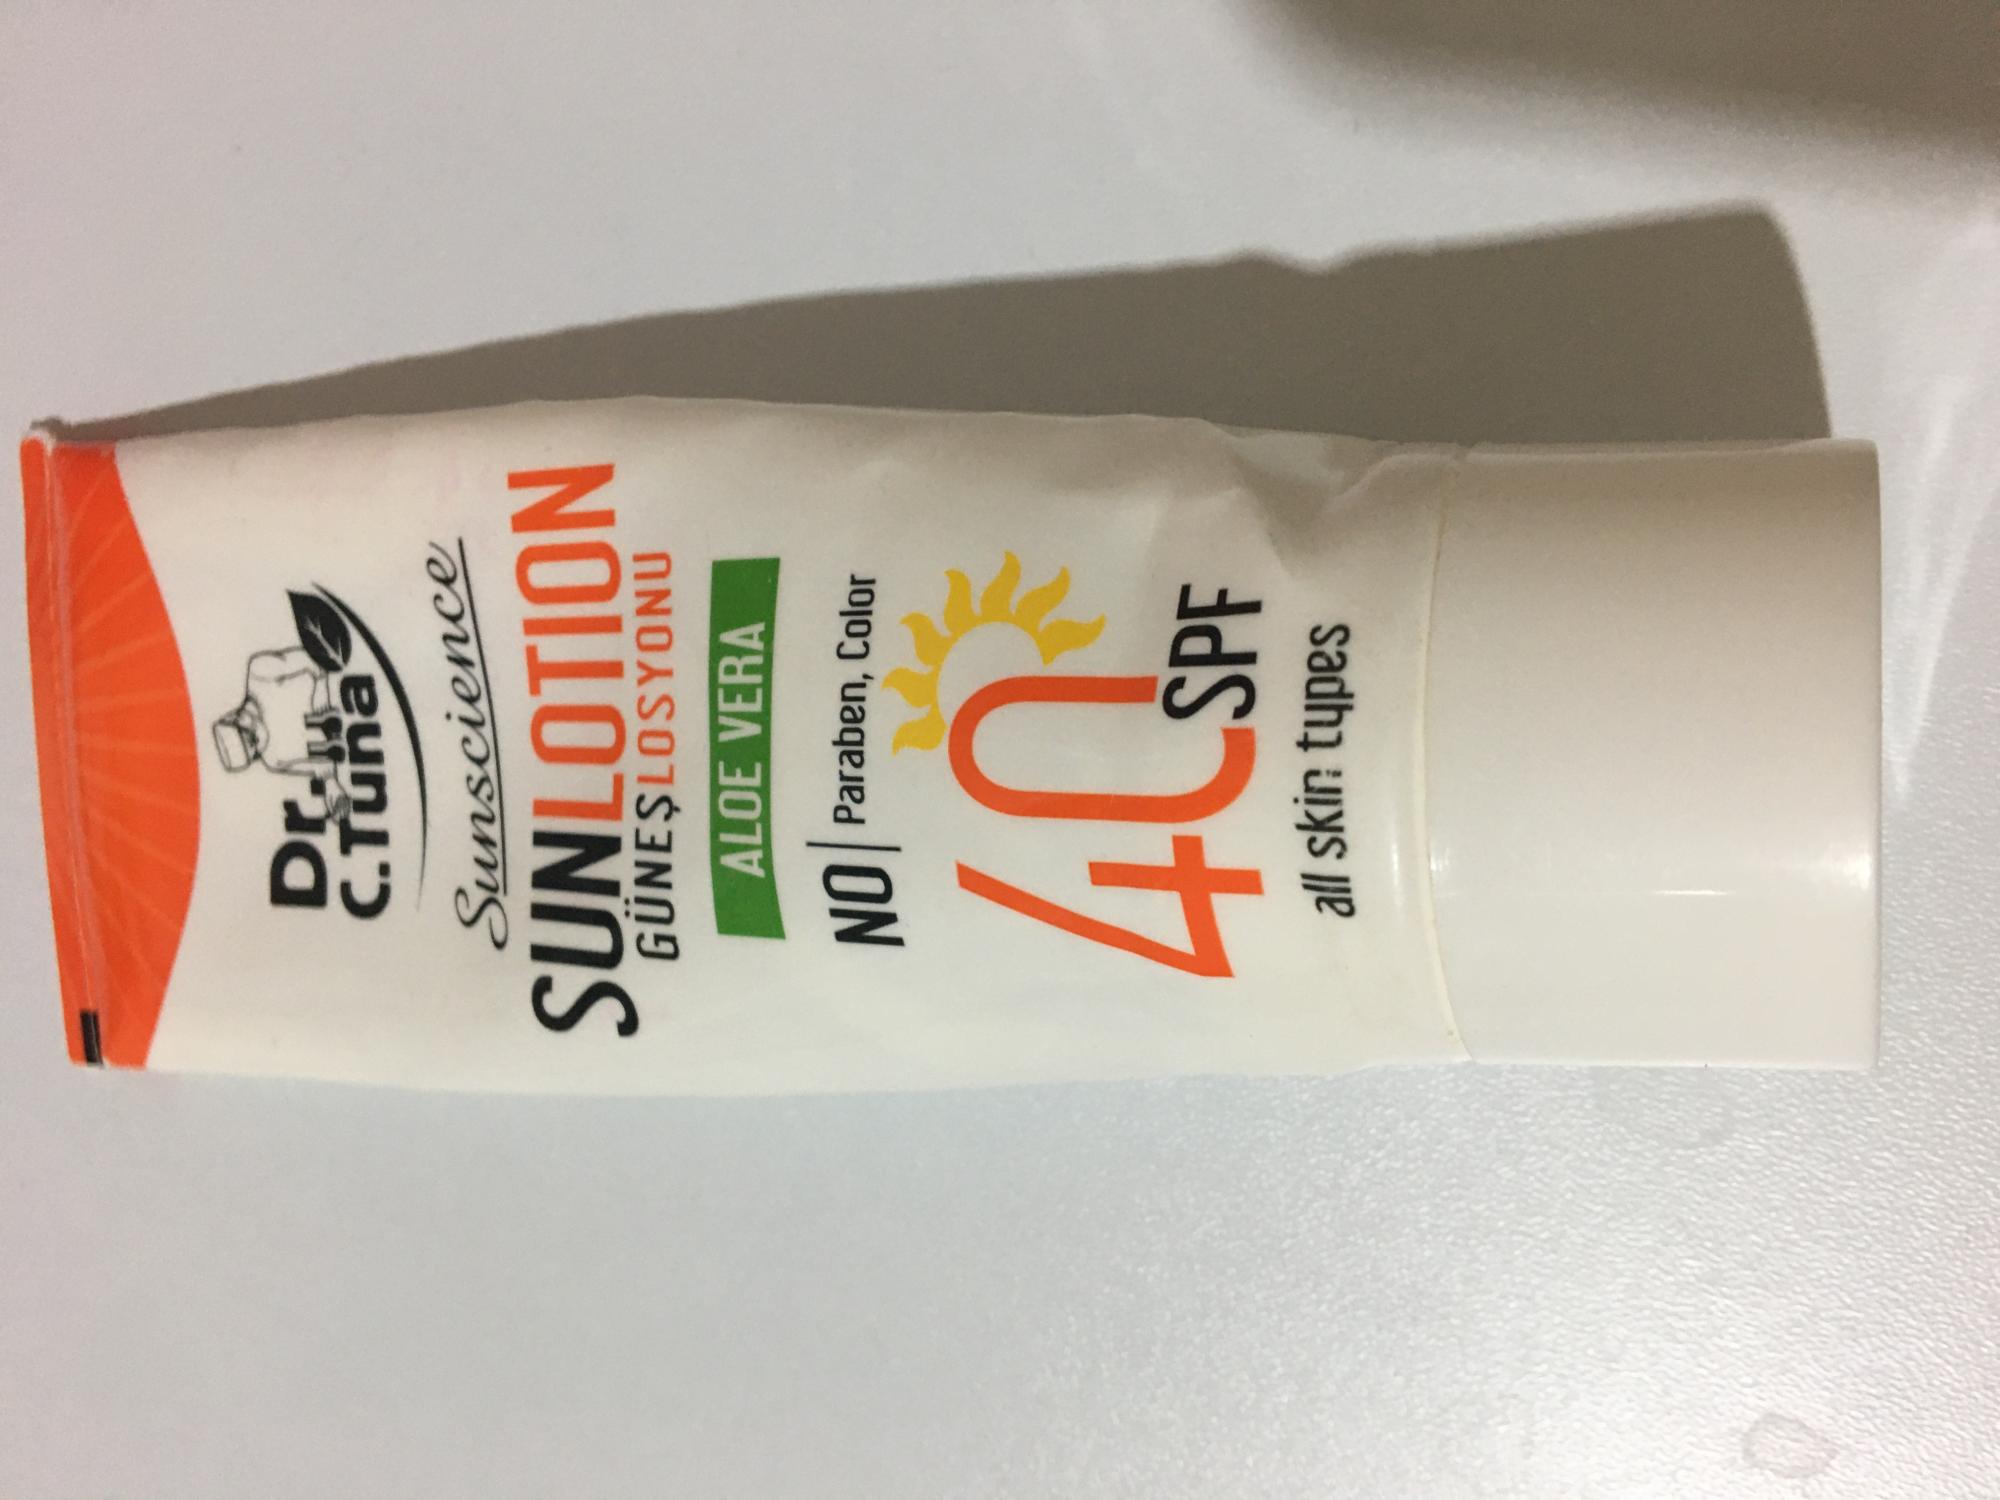 Dr.
C.Tuna
Sunscience
SUNLOTION
GÜNEŞLOSYONU
ALOE VERA
NO | Paraben, Color
40 SPF
all skin types